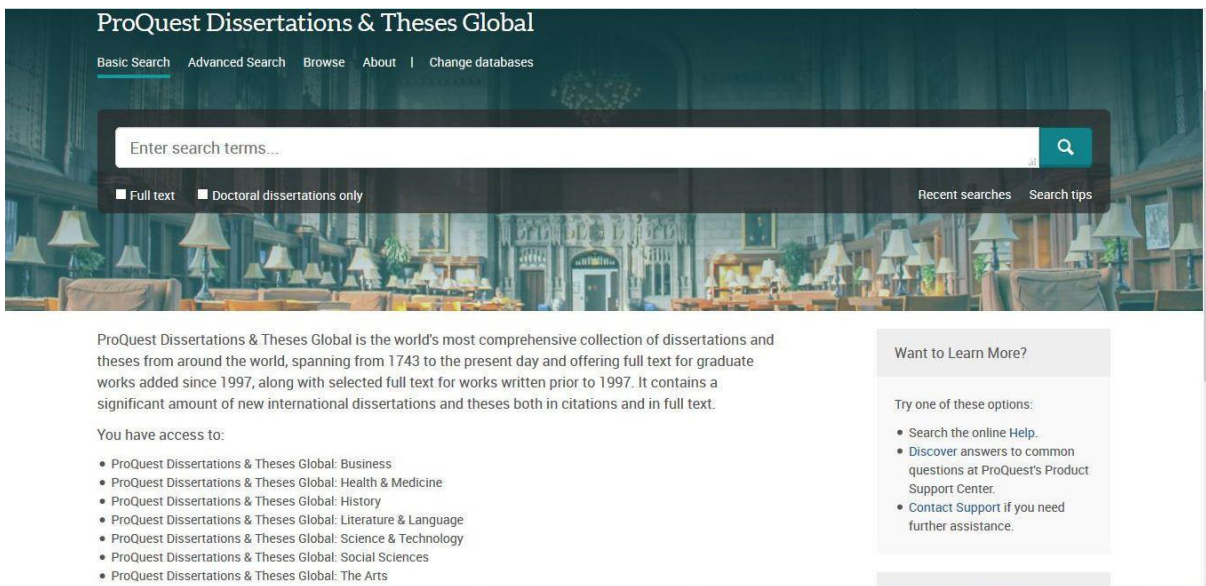 ProQuest Dissertations & Theses Global
Basic Search Advanced Search Browse About | Change databases
Enter search terms...
Full text Doctoral dissertations only Recent searches Search tips
ProQuest Dissertations & Theses Global is the world's most comprehensive collection of dissertations and
theses from around the world, spanning from 1743 to the present day and offering full text for graduate
works added since 1997, along with selected full text for works written prior to 1997. It contains a
significant amount of new international dissertations and theses both in citations and in full text.
You have access to:
• ProQuest Dissertations & Theses Global: Business
• ProQuest Dissertations & Theses Global: Health & Medicine
• ProQuest Dissertations & Theses Global: History
• ProQuest Dissertations & Theses Global: Literature & Language
• ProQuest Dissertations & Theses Global: Science & Technology
• ProQuest Dissertations & Theses Global: Social Sciences
• ProQuest Dissertations & Theses Global: The Arts
Want to Learn More?
Try one of these options:
• Search the online Help.
• Discover answers to common
questions at ProQuest's Product
Support Center.
• Contact Support if you need
further assistance.